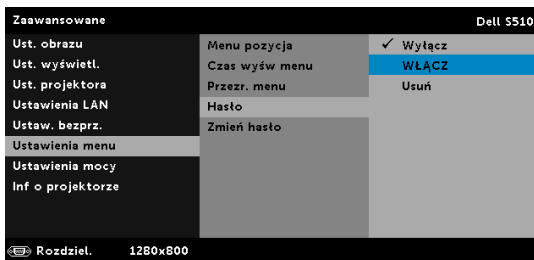 Zaawansowane Dell S510
Ust. obrazu
Ust. wyświetl.
Ust. projektora
Ustawienia LAN
Ustaw. bezprz.
Ustawienia menu
Ustawienia mocy
Inf o projektorze
Menu pozycja
Czas wyśw menu
Przezr. menu
Hasło
Zmień hasło
✓ Wyłącz
WŁĄCZ
Usuń
Rozdziel. 1280x800